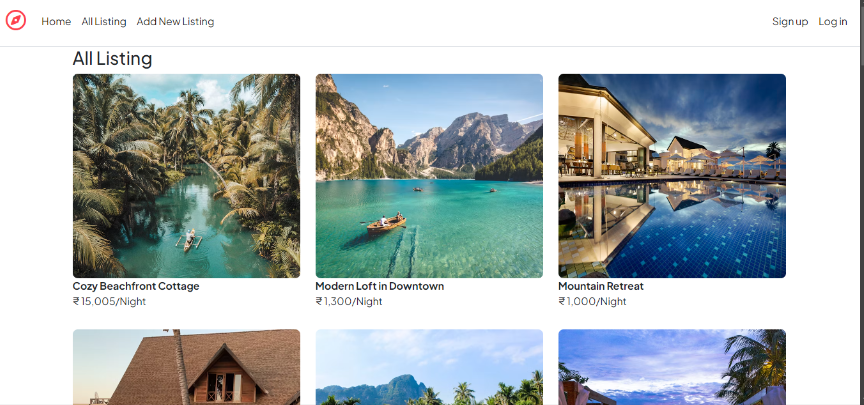 Home All Listing Add New Listing Sign up Log in
All Listing
Cozy Beachfront Cottage Modern Loft in Downtown Mountain Retreat
₹ 15,005/Night ₹ 1,300/Night ₹ 1,000/Night